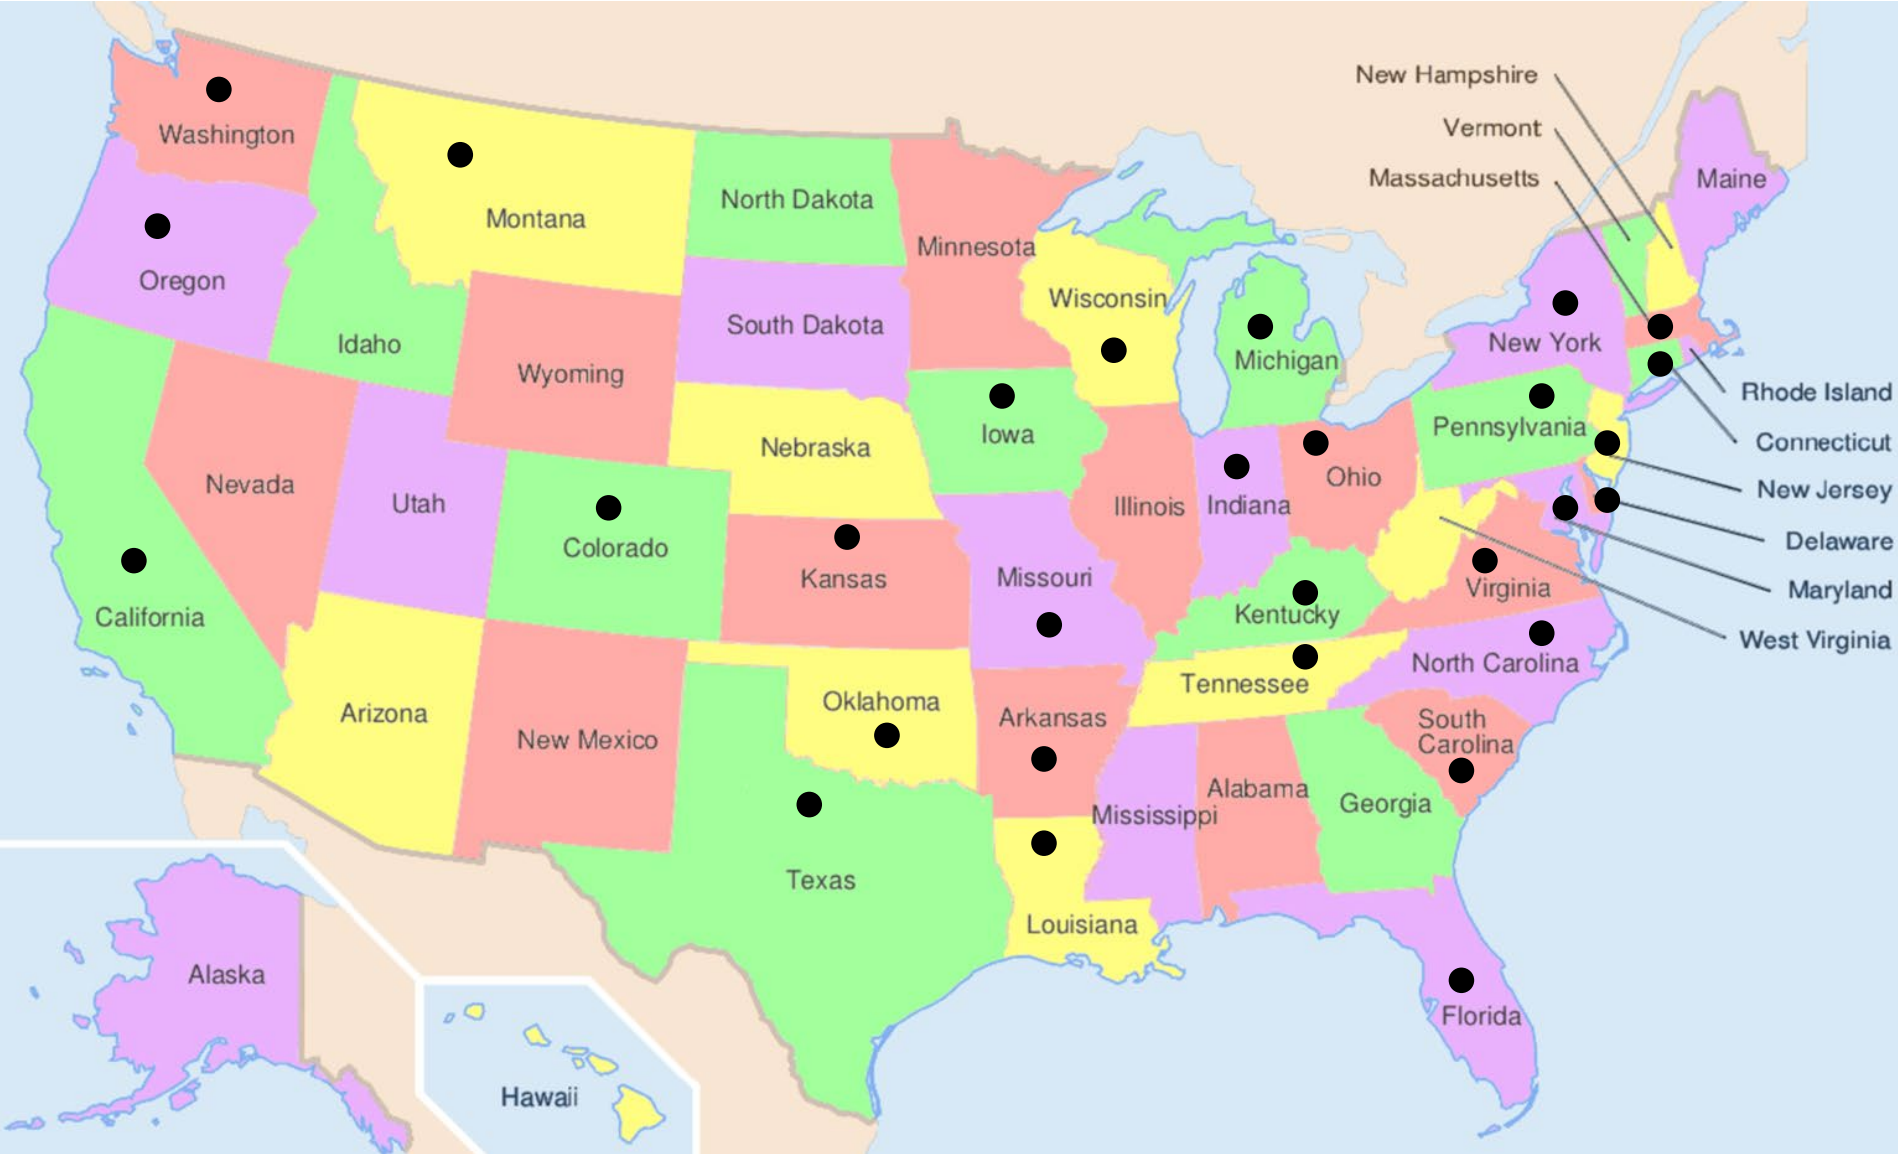 New Hampshire
Vermont
Massachusetts
Maine
Washington
Montana
North Dakota
Minnesota
Oregon
Idaho
Wyoming
South Dakota
Wisconsin
Michigan
New York
Rhode Island
Connecticut
New Jersey
Delaware
Maryland
West Virginia
Nevada
Utah
Colorado
Nebraska
Iowa
Illinois
Indiana
Ohio
Pennsylvania
California
Kansas
Missouri
Kentucky
Virginia
Arizona
New Mexico
Oklahoma
Arkansas
Tennessee
North Carolina
South
Carolina
Texas
Louisiana
Mississippi
Alabama
Georgia
Florida
Alaska
Hawaii